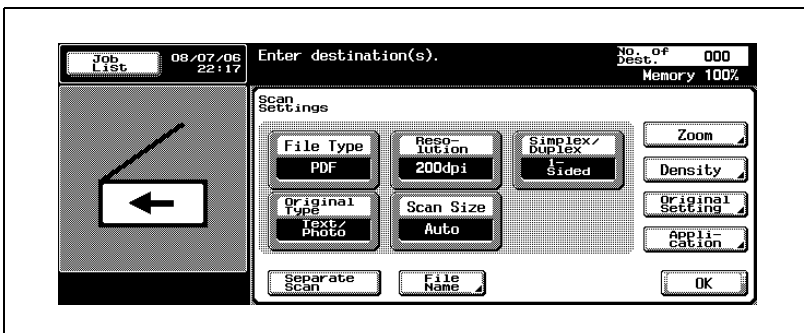 Job List
08/07/06
22:17
Enter destination(s).
No. of Dest.
000
Memory 100%
Scan
Settings
File Type
PDF
Reso-
lution
200dpi
Simplex/
Duplex
1-
Sided
Zoom
Density
Original
Type
Text/
Photo
Scan Size
Auto
Original
Setting
Appli-
cation
Separate
Scan
File
Name
OK